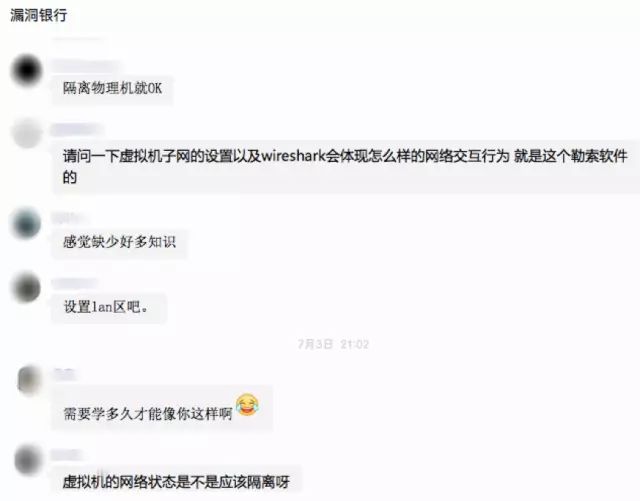 漏洞银行
隔离物理机就OK
请问一下虚拟机子网的设置以及wireshark会体现怎么样的网络交互行为 就是这个勒索软件
的
感觉缺少好多知识
设置lan区吧。
7月3日 21:02
需要学多久才能像你这样啊😂
虚拟机的网络状态是不是应该隔离呀